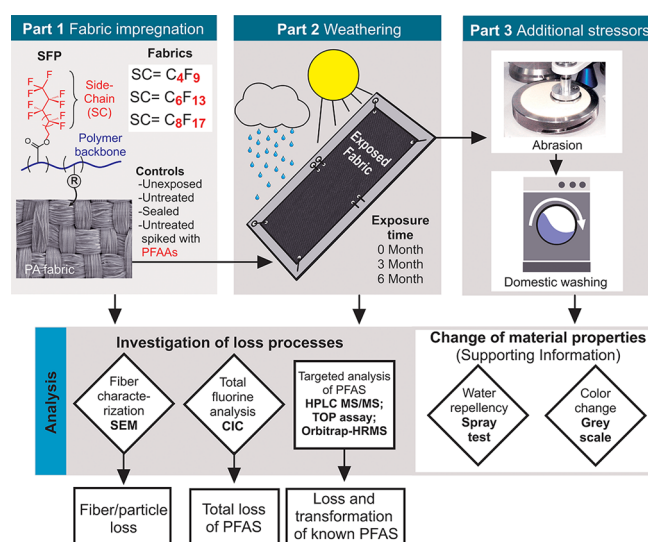 Part 1 Fabric impregnation
SFP
Fabrics
F F F F F F F F F
Side-
Chain
(SC)
SC= C4F9
SC= C6F13
SC= C8F17
O
O
Polymer
backbone
R
Controls
-Unexposed
-Untreated
-Sealed
-Untreated
spiked with
PFAAs
PA fabric
Part 2 Weathering
Exposed
Fabric
Exposure
time
0 Month
3 Month
6 Month
Part 3 Additional stressors
Abrasion
Domestic washing
Analysis
Investigation of loss processes
Fiber
characte-
rization
SEM
Total
fluorine
analysis
CIC
Targeted analysis
of PFAS
HPLC MS/MS;
TOP assay;
Orbitrap-HRMS
Fiber/particle
loss
Total loss
of PFAS
Loss and
transformation
of known PFAS
Change of material properties
(Supporting Information)
Water
repellency
Spray
test
Color
change
Grey
scale